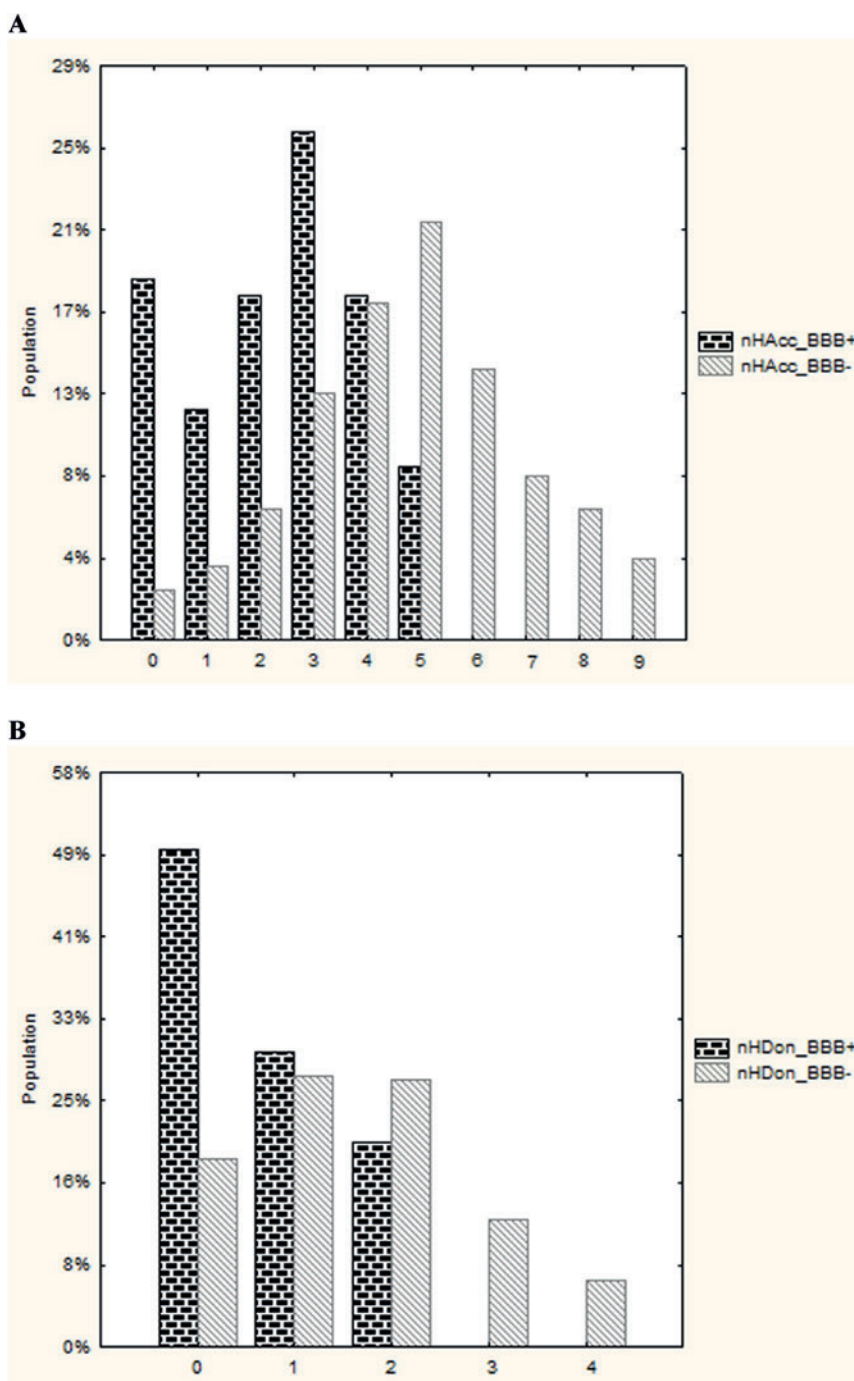 A
29%
25%
21%
17%
13%
8%
4%
0%
Population
0 1 2 3 4 5 6 7 8 9
nHAcc_BBB+
nHAcc_BBB-
B
58%
49%
41%
33%
25%
16%
8%
0%
Population
0 1 2 3 4
nHDon_BBB+
nHDon_BBB-